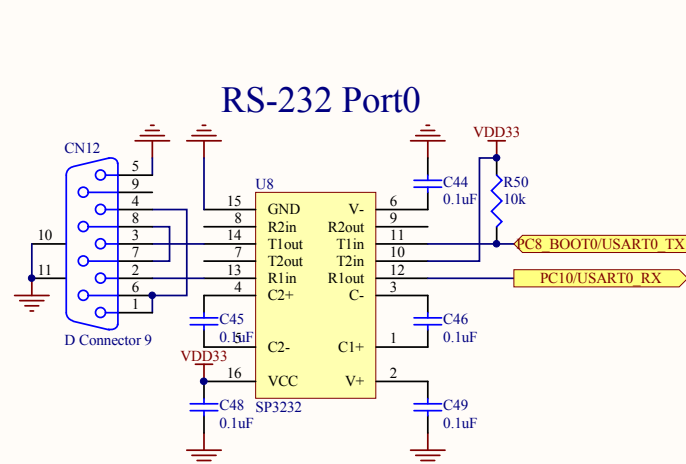 RS-232 Port0
VDD33
CN12
5
9
4
8
3
7
2
6
1
10
11
D Connector 9
U8
15 GND
8 R2in
14 T1out
7 T2out
13 R1in
4 C2+
5 C2-
16 VCC
V- 6
R2out 9
T1in 11
T2in 10
R1out 12
C- 3
C1+ 1
V+ 2
SP3232
C44
0.1uF
R50
10k
PC8_BOOT0/USART0_TX
PC10/USART0_RX
C45
0.1uF
C46
0.1uF
VDD33
C48
0.1uF
C49
0.1uF